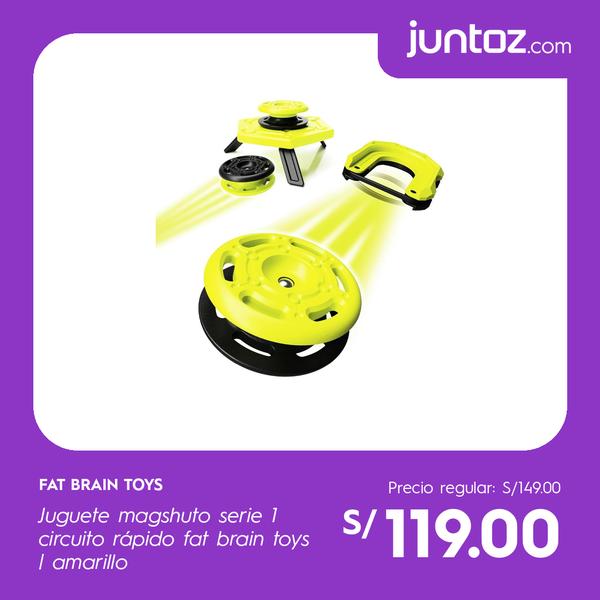 juntoz.com
FAT BRAIN TOYS
Juguete magshuto serie 1
circuito rápido fat brain toys
| amarillo
Precio regular: S/149.00
S/119.00